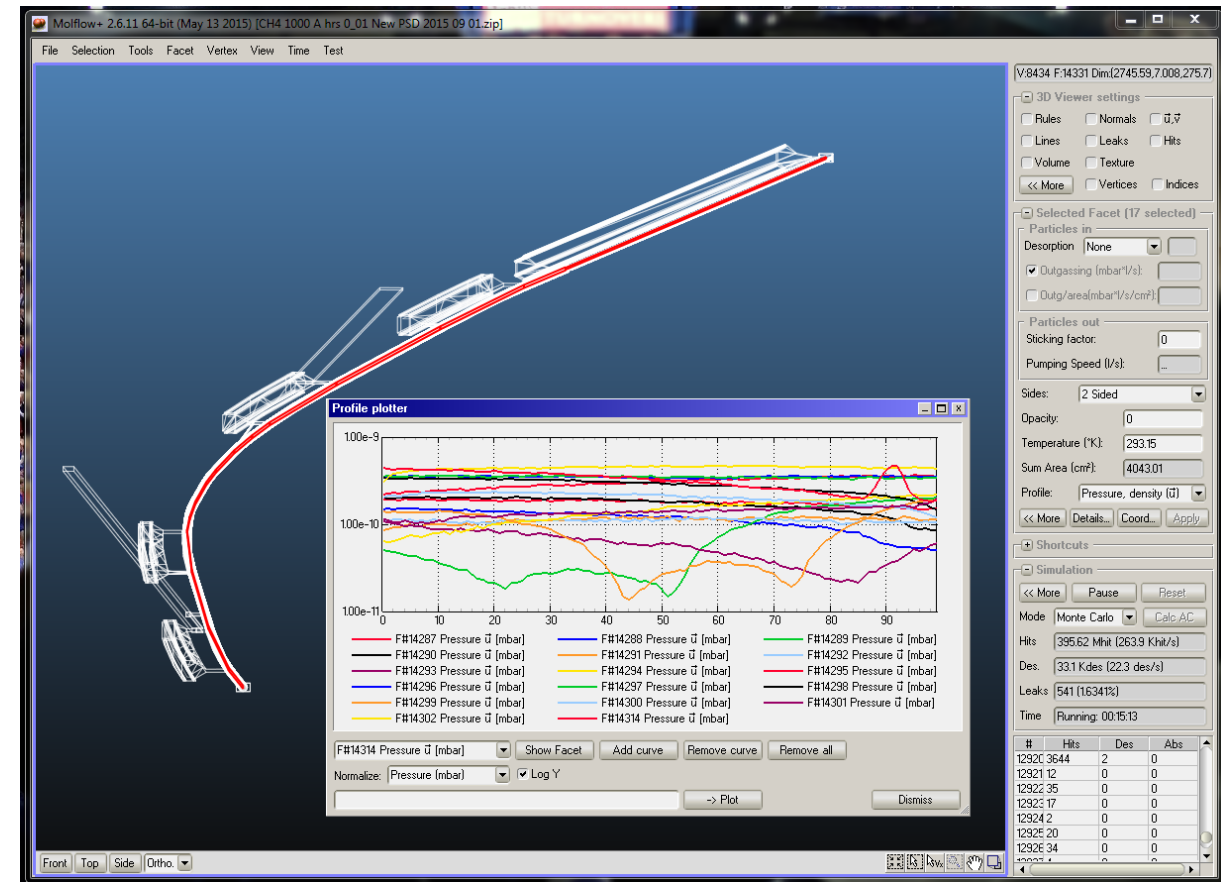 Molflow+ 2.6.11 64-bit (May 13 2015) [CH4 1000 A hrs 0_01 New PSD 2015 09 01.zip]
File Selection Tools Facet Vertex View Time Test
V:8434 F:14331 Dim:(2745.59,7.008,275.7)
3D Viewer settings
Rules Normals u,v
Lines Leaks Hits
Volume Texture
<< More Vertices Indices
Selected Facet (17 selected)
Particles in
Desorption None
Outgassing (mbar*l/s):
Outg/area(mbar*l/s/cm²):
Particles out
Sticking factor: 0
Pumping Speed (l/s): ...
Sides: 2 Sided
Opacity: 0
Temperature (°K): 293.15
Sum Area (cm²): 4043.01
Profile: Pressure, density (u)
<< More Details... Coord... Apply
Shortcuts
Simulation
<< More Pause Reset
Mode Monte Carlo Calc AC
Hits 395.62 Mhit (263.9 Khit/s)
Des. 33.1 Kdes (22.3 des/s)
Leaks 541 (1.6341%)
Time Running: 00:15:13
# Hits Des Abs
12920 3644 2 0
12921 12 0 0
12922 35 0 0
12923 17 0 0
12924 2 0 0
12925 20 0 0
12926 34 0 0
Profile plotter
1.00e-9
1.00e-10
1.00e-11
0 10 20 30 40 50 60 70 80 90
F#14287 Pressure u [mbar] F#14288 Pressure u [mbar] F#14289 Pressure u [mbar]
F#14290 Pressure u [mbar] F#14291 Pressure u [mbar] F#14292 Pressure u [mbar]
F#14293 Pressure u [mbar] F#14294 Pressure u [mbar] F#14295 Pressure u [mbar]
F#14296 Pressure u [mbar] F#14297 Pressure u [mbar] F#14298 Pressure u [mbar]
F#14299 Pressure u [mbar] F#14300 Pressure u [mbar] F#14301 Pressure u [mbar]
F#14302 Pressure u [mbar] F#14314 Pressure u [mbar]
F#14314 Pressure u [mbar] Show Facet Add curve Remove curve Remove all
Normalize: Pressure (mbar) Log Y
-> Plot Dismiss
Front Top Side Ortho.